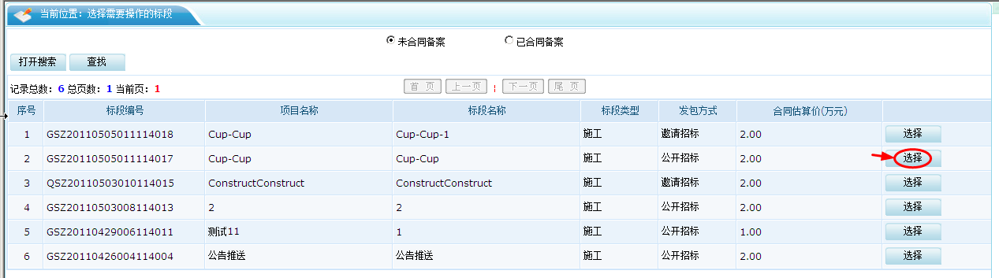 当前位置：选择需要操作的标段
未合同备案 已合同备案
打开搜索 查找
记录总数：6 总页数：1 当前页：1 首 页 上一页 ¦ 下一页 尾 页
序号 标段编号 项目名称 标段名称 标段类型 发包方式 合同估算价(万元)
1 GSZ20110505011114018 Cup-Cup Cup-Cup-1 施工 邀请招标 2.00 选择
2 GSZ20110505011114017 Cup-Cup Cup-Cup 施工 公开招标 2.00 选择
3 QSZ20110503010114015 ConstructConstruct ConstructConstruct 施工 邀请招标 2.00 选择
4 GSZ20110503008114013 2 2 施工 公开招标 2.00 选择
5 GSZ20110429006114011 测试11 1 施工 公开招标 1.00 选择
6 GSZ20110426004114004 公告推送 公告推送 施工 公开招标 2.00 选择